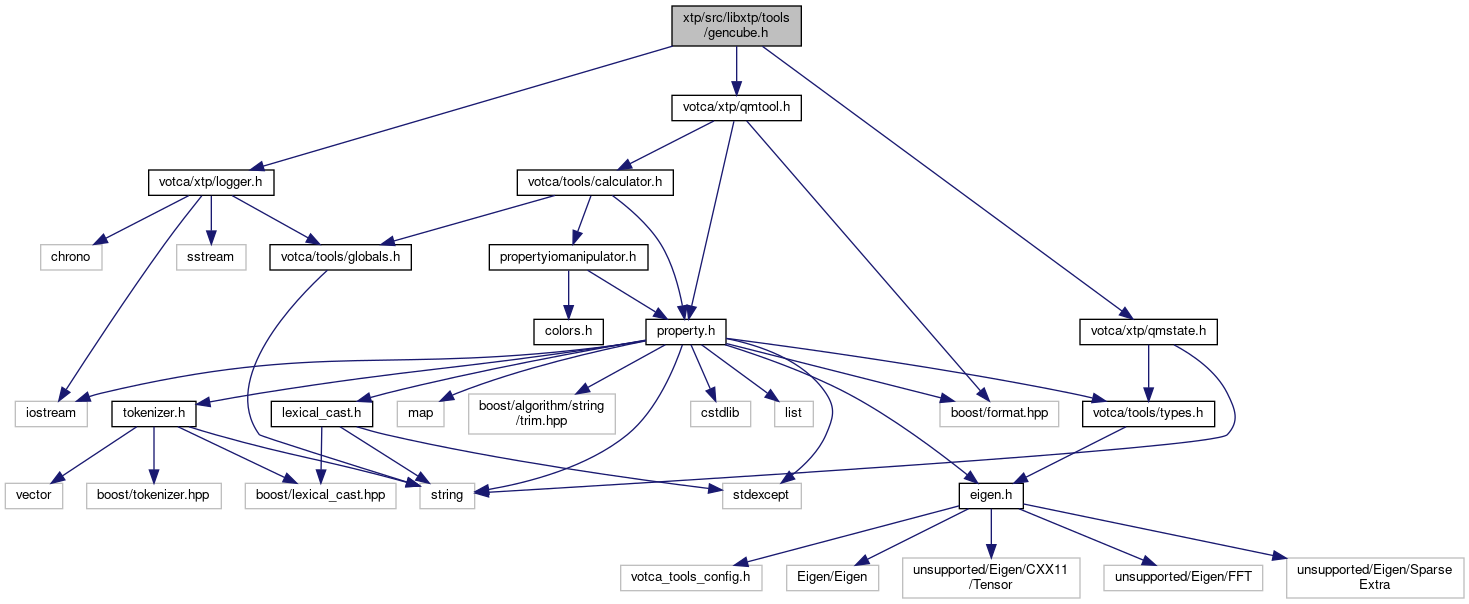 xtp/src/libxtp/tools
/gencube.h
votca/xtp/qmtool.h
votca/xtp/logger.h
votca/tools/calculator.h
chrono
sstream
votca/tools/globals.h
propertyiomanipulator.h
colors.h
property.h
votca/xtp/qmstate.h
iostream
tokenizer.h
lexical_cast.h
map
boost/algorithm/string
/trim.hpp
cstdlib
list
boost/format.hpp
votca/tools/types.h
vector
boost/tokenizer.hpp
boost/lexical_cast.hpp
string
stdexcept
eigen.h
votca_tools_config.h
Eigen/Eigen
unsupported/Eigen/CXX11
/Tensor
unsupported/Eigen/FFT
unsupported/Eigen/Sparse
Extra